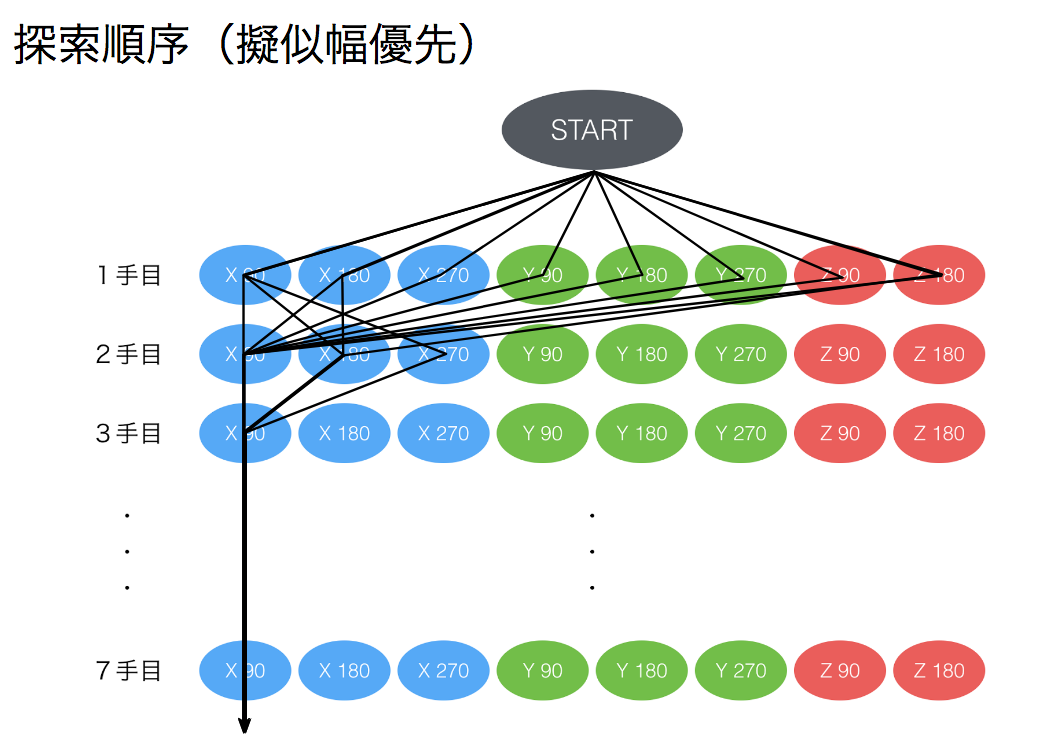 探索順序（擬似幅優先）
START
1手目 X 90 X 180 X 270 Y 90 Y 180 Y 270 Z 90 Z 180
2手目 X 90 X 180 X 270 Y 90 Y 180 Y 270 Z 90 Z 180
3手目 X 90 X 180 X 270 Y 90 Y 180 Y 270 Z 90 Z 180
7手目 X 90 X 180 X 270 Y 90 Y 180 Y 270 Z 90 Z 180